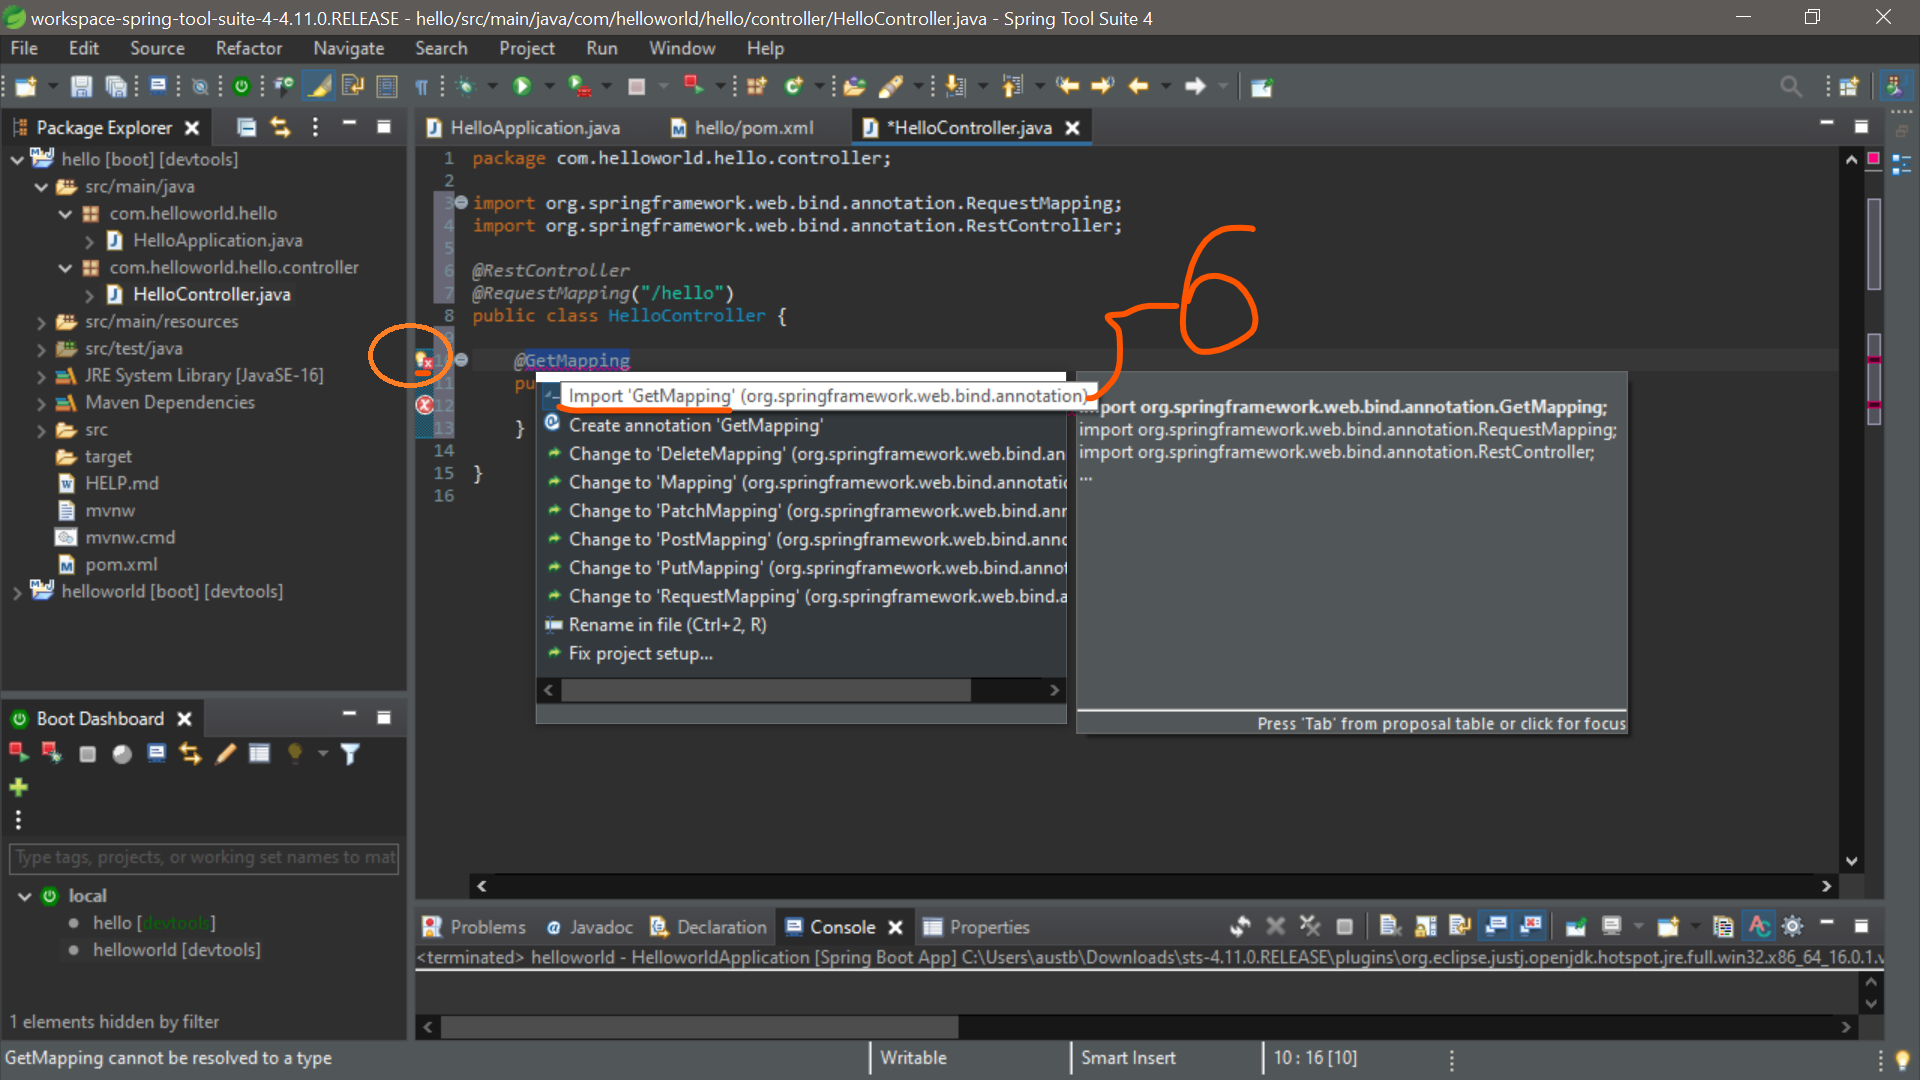 workspace-spring-tool-suite-4-4.11.0.RELEASE - hello/src/main/java/com/helloworld/hello/controller/HelloController.java - Spring Tool Suite 4
File Edit Source Refactor Navigate Search Project Run Window Help
Package Explorer
hello [boot] [devtools]
src/main/java
com.helloworld.hello
HelloApplication.java
com.helloworld.hello.controller
HelloController.java
src/main/resources
src/test/java
JRE System Library [JavaSE-16]
Maven Dependencies
src
target
HELP.md
mvnw
mvnw.cmd
pom.xml
helloworld [boot] [devtools]
HelloApplication.java hello/pom.xml *HelloController.java
1 package com.helloworld.hello.controller;
2
3 import org.springframework.web.bind.annotation.RequestMapping;
4 import org.springframework.web.bind.annotation.RestController;
5
6 @RestController
7 @RequestMapping("/hello")
8 public class HelloController {
9
10 @GetMapping
11 pu
12
13 }
14
15 }
16
6
Import 'GetMapping' (org.springframework.web.bind.annotation)
Create annotation 'GetMapping'
Change to 'DeleteMapping' (org.springframework.web.bind.an
Change to 'Mapping' (org.springframework.web.bind.annotatic
Change to 'PatchMapping' (org.springframework.web.bind.anr
Change to 'PostMapping' (org.springframework.web.bind.annc
Change to 'PutMapping' (org.springframework.web.bind.annot
Change to 'RequestMapping' (org.springframework.web.bind.a
Rename in file (Ctrl+2, R)
Fix project setup...
import org.springframework.web.bind.annotation.GetMapping;
import org.springframework.web.bind.annotation.RequestMapping;
import org.springframework.web.bind.annotation.RestController;
...
Press 'Tab' from proposal table or click for focus
Boot Dashboard
Type tags, projects, or working set names to mat
local
hello [devtools]
helloworld [devtools]
1 elements hidden by filter
Problems Javadoc Declaration Console Properties
<terminated> helloworld - HelloworldApplication [Spring Boot App] C:\Users\austb\Downloads\sts-4.11.0.RELEASE\plugins\org.eclipse.justj.openjdk.hotspot.jre.full.win32.x86_64_16.0.1.v
GetMapping cannot be resolved to a type
Writable
Smart Insert
10 : 16 [10]